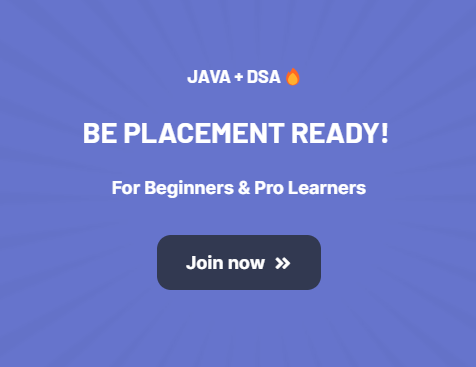 JAVA + DSA🔥
BE PLACEMENT READY!
For Beginners & Pro Learners
Join now »